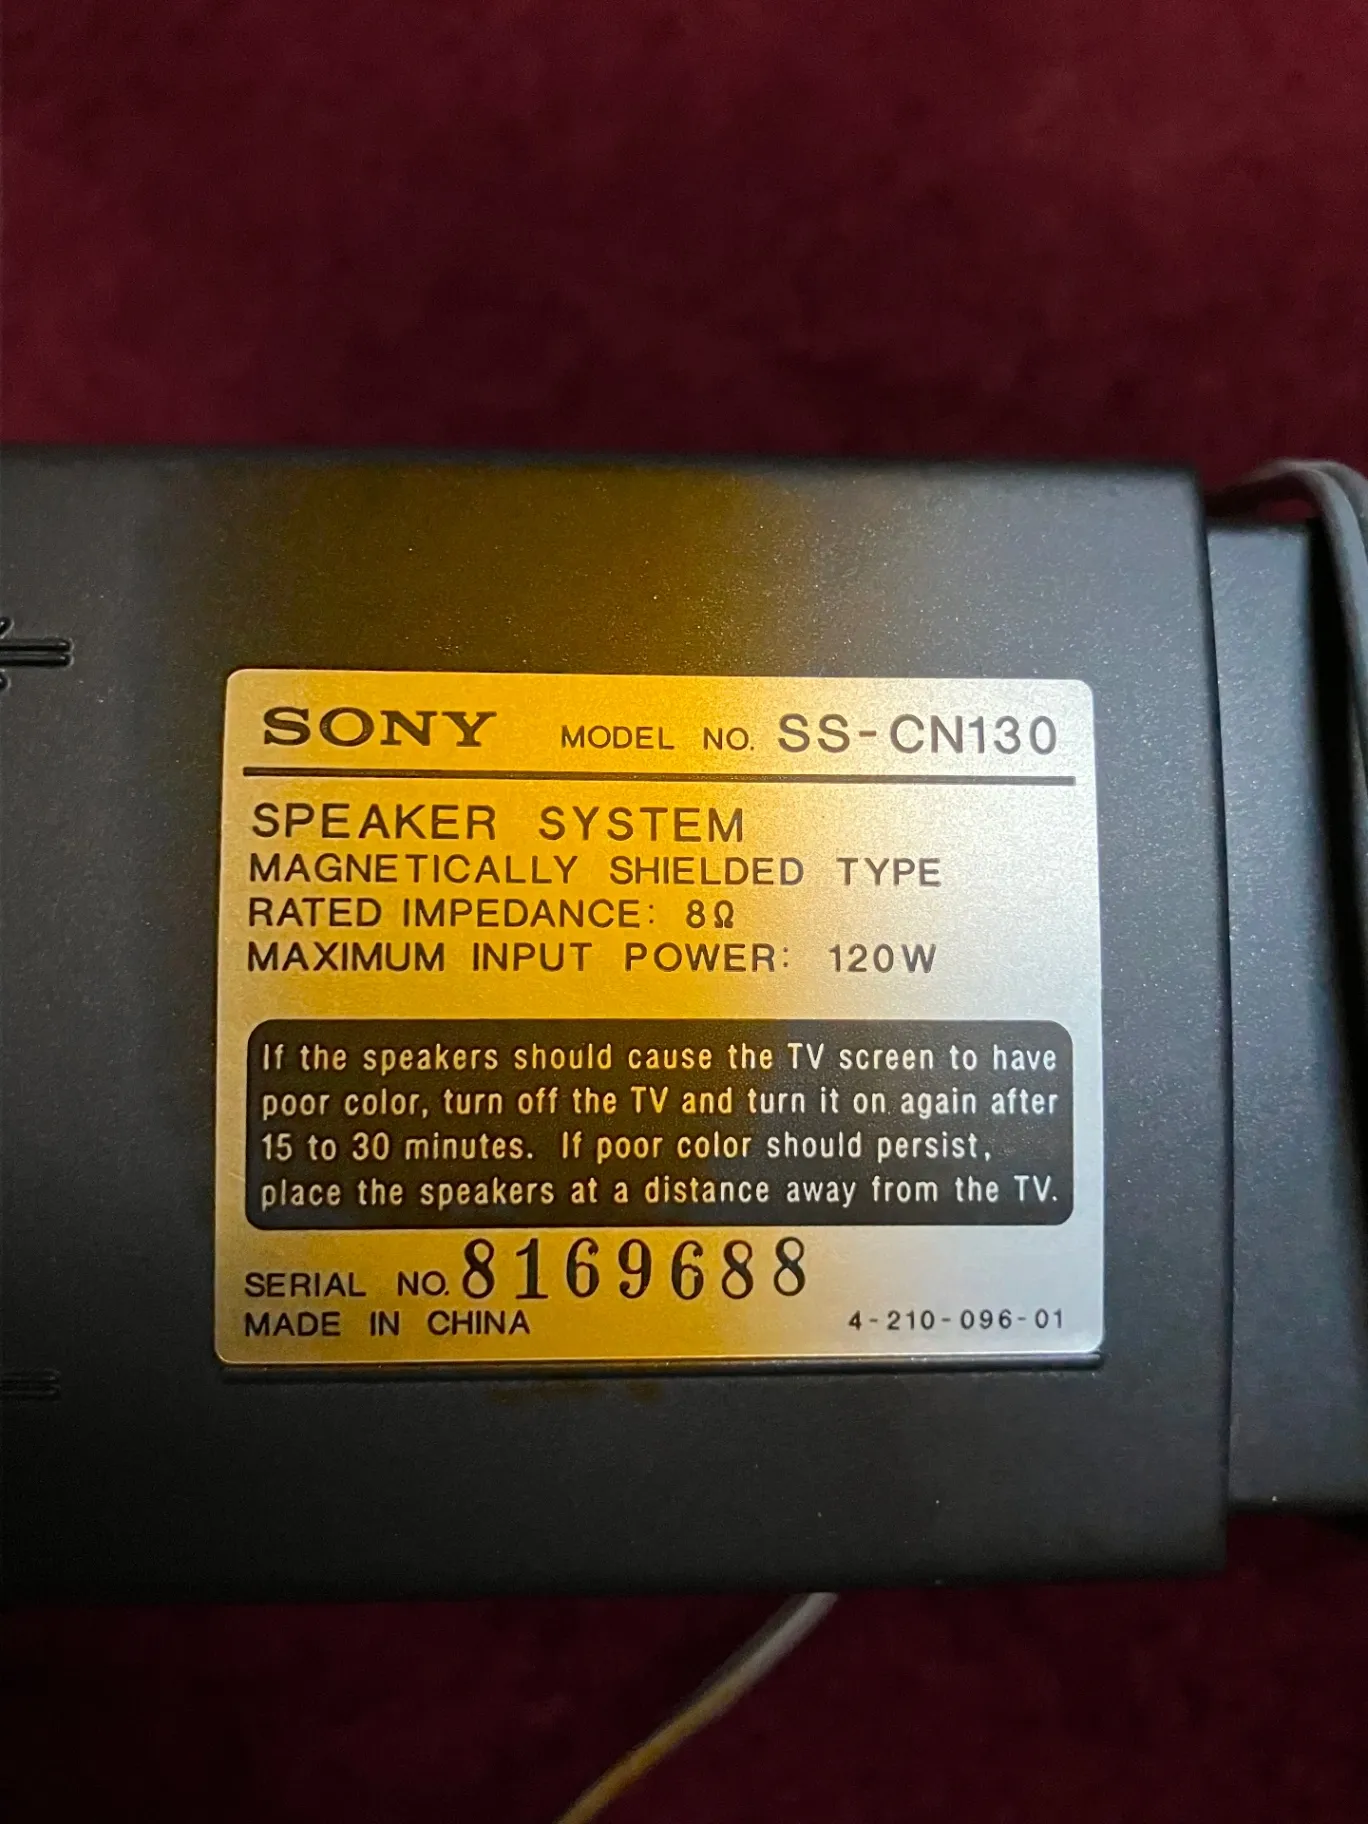 SONY MODEL NO. SS-CN130
SPEAKER SYSTEM
MAGNETICALLY SHIELDED TYPE
RATED IMPEDANCE: 8Ω
MAXIMUM INPUT POWER: 120W
If the speakers should cause the TV screen to have
poor color, turn off the TV and turn it on again after
15 to 30 minutes. If poor color should persist,
place the speakers at a distance away from the TV.
SERIAL NO. 8169688
MADE IN CHINA 4-210-096-01